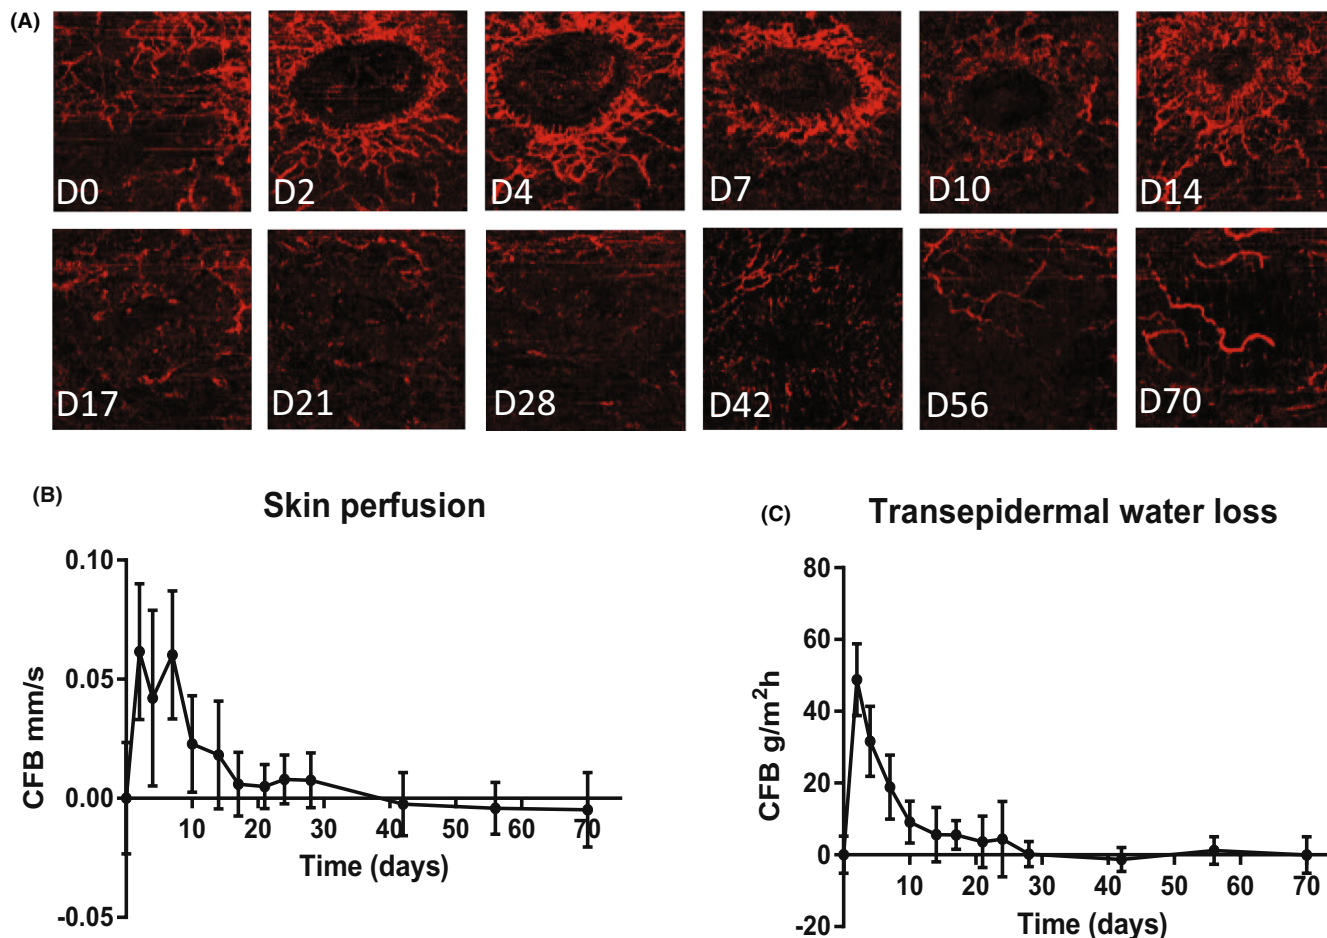 (A)
D0 D2 D4 D7 D10 D14
D17 D21 D28 D42 D56 D70
(B)
Skin perfusion
0.10
0.05
0.00
-0.05
CFB mm/s
10 20 30 40 50 60 70
Time (days)
(C)
Transepidermal water loss
80
60
40
20
0
-20
CFB g/m²h
10 20 30 40 50 60 70
Time (days)